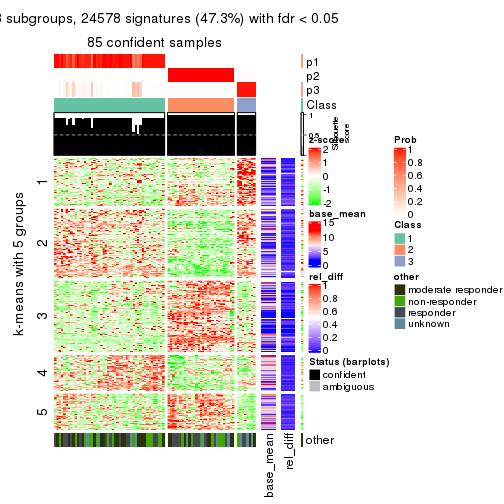 3 subgroups, 24578 signatures (47.3%) with fdr < 0.05
85 confident samples
p1
p2
p3
Class
1
0.5
Silhouette
score
k-means with 5 groups
1
2
3
4
5
other
base_mean
rel_diff
z-score
2
1
0
-1
-2
base_mean
15
10
5
0
rel_diff
1
0.8
0.6
0.4
0.2
0
Status (barplots)
confident
ambiguous
Prob
1
0.8
0.6
0.4
0.2
0
Class
1
2
3
other
moderate responder
non-responder
responder
unknown